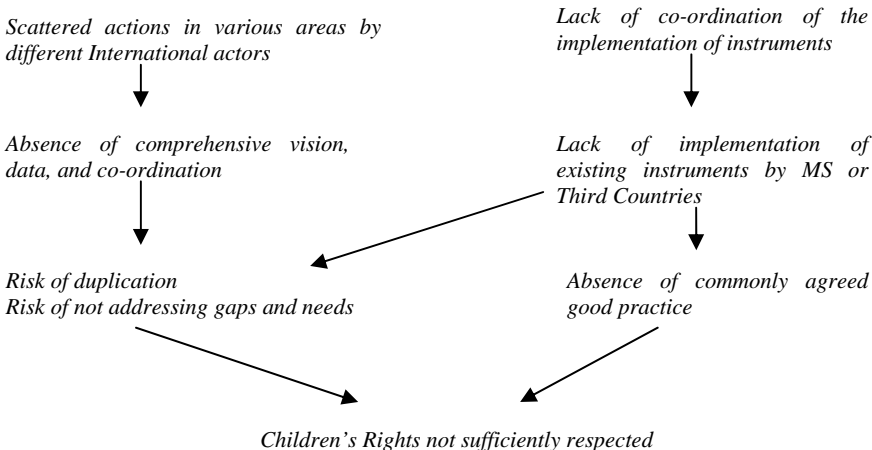 Scattered actions in various areas by
different International actors
Lack of co-ordination of the
implementation of instruments
Absence of comprehensive vision,
data, and co-ordination
Lack of implementation of
existing instruments by MS or
Third Countries
Risk of duplication
Risk of not addressing gaps and needs
Absence of commonly agreed
good practice
Children's Rights not sufficiently respected